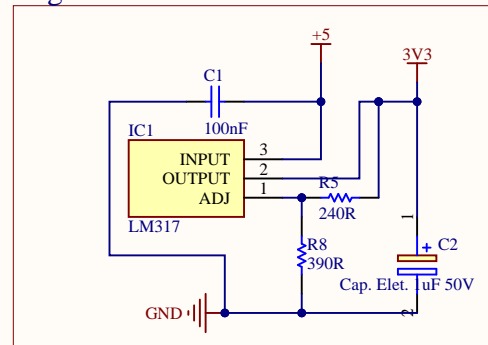 +5
3V3
C1
100nF
IC1
INPUT 3
OUTPUT 2
ADJ 1
LM317
R5
240R
R8
390R
1
C2
Cap. Elet. 1uF 50V
2
GND